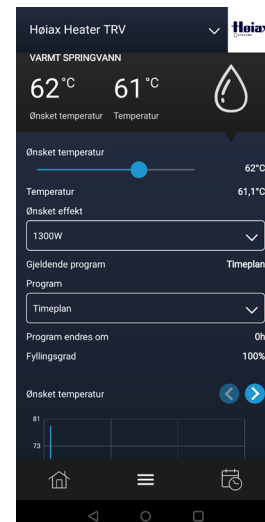 Høiax Heater TRV
Høiax
VARMT SPRINGVANN
62°C 61°C
Ønsket temperatur Temperatur
Ønsket temperatur
62°C
Temperatur 61,1°C
Ønsket effekt
1300W
Gjeldende program Timeplan
Program
Timeplan
Program endres om 0h
Fyllingsgrad 100%
Ønsket temperatur
81
73